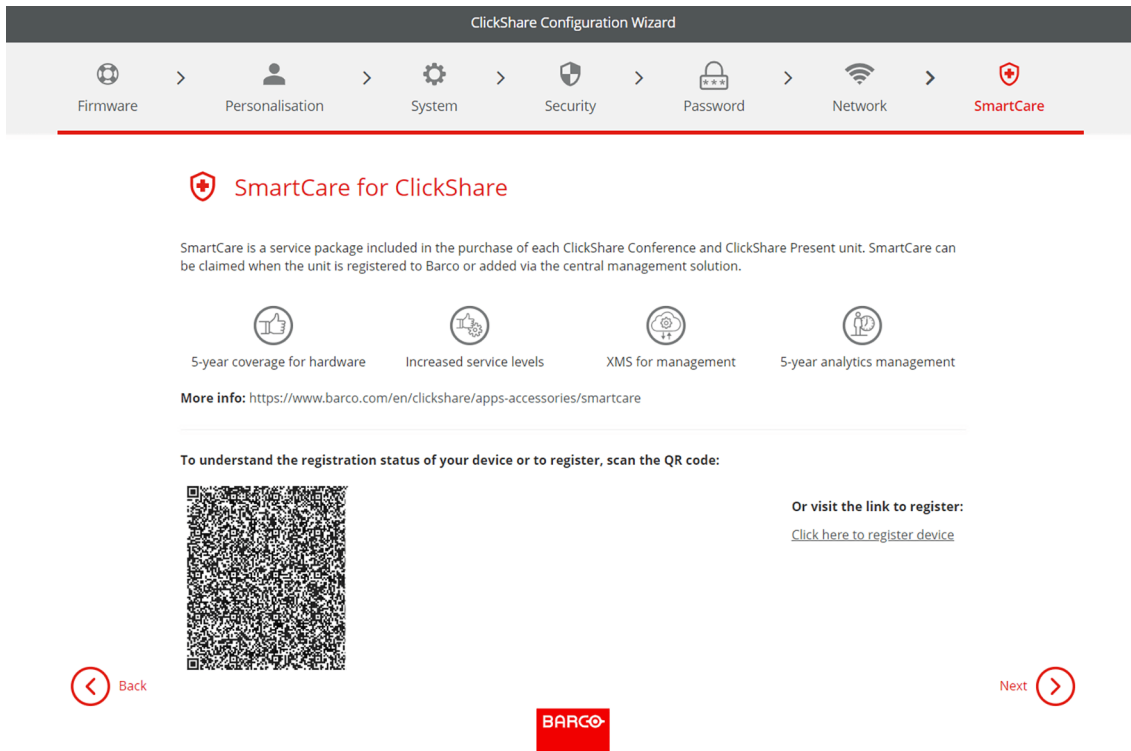 ClickShare Configuration Wizard
Firmware
Personalisation
System
Security
Password
Network
SmartCare
SmartCare for ClickShare
SmartCare is a service package included in the purchase of each ClickShare Conference and ClickShare Present unit. SmartCare can
be claimed when the unit is registered to Barco or added via the central management solution.
5-year coverage for hardware
Increased service levels
XMS for management
5-year analytics management
More info: https://www.barco.com/en/clickshare/apps-accessories/smartcare
To understand the registration status of your device or to register, scan the QR code:
Or visit the link to register:
Click here to register device
Back
Next
BARCO